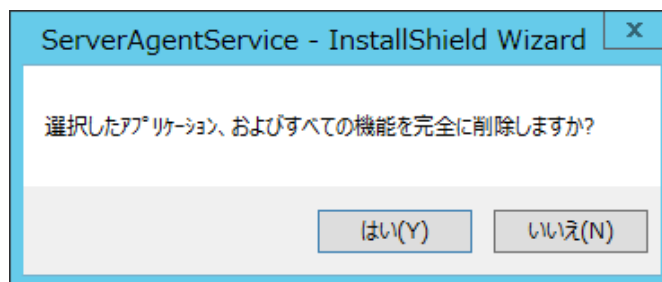 ServerAgentService - InstallShield Wizard
x
選択したｱﾌﾟﾘｹｰｼｮﾝ、およびすべての機能を完全に削除しますか?
はい(Y)
いいえ(N)